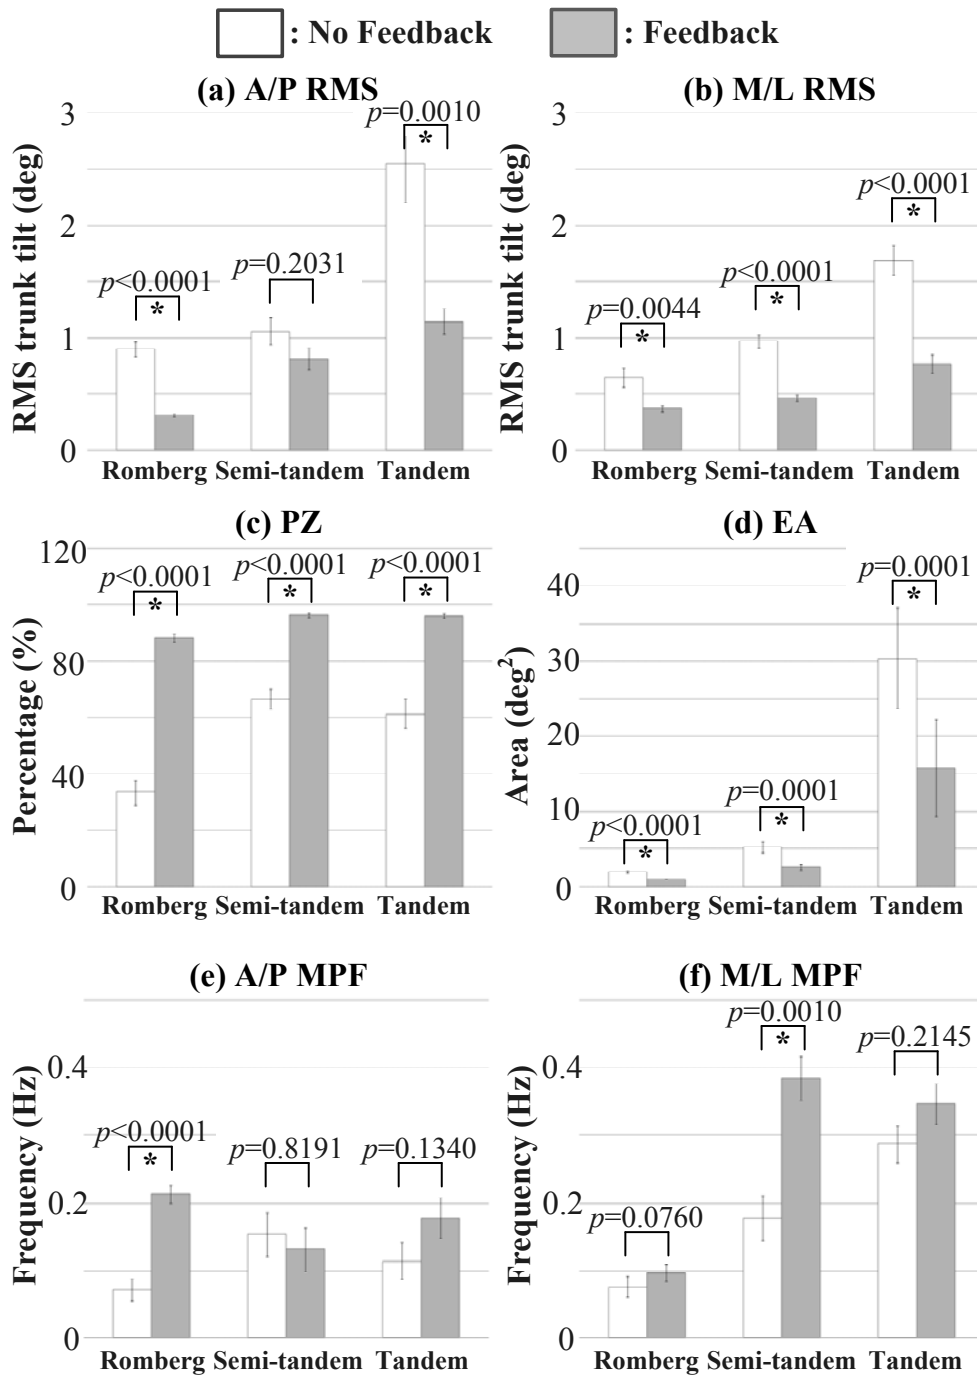 : No Feedback : Feedback
(a) A/P RMS
RMS trunk tilt (deg)
3
2
1
0
p<0.0001
*
p=0.2031
p=0.0010
*
Romberg Semi-tandem Tandem
(b) M/L RMS
RMS trunk tilt (deg)
3
2
1
0
p=0.0044
*
p<0.0001
*
p<0.0001
*
Romberg Semi-tandem Tandem
(c) PZ
Percentage (%)
120
80
40
0
p<0.0001
*
p<0.0001
*
p<0.0001
*
Romberg Semi-tandem Tandem
(d) EA
Area (deg²)
40
30
20
10
0
p<0.0001
*
p=0.0001
*
p=0.0001
*
Romberg Semi-tandem Tandem
(e) A/P MPF
Frequency (Hz)
0.4
0.2
0
p<0.0001
*
p=0.8191
p=0.1340
Romberg Semi-tandem Tandem
(f) M/L MPF
Frequency (Hz)
0.4
0.2
0
p=0.0760
p=0.0010
*
p=0.2145
Romberg Semi-tandem Tandem